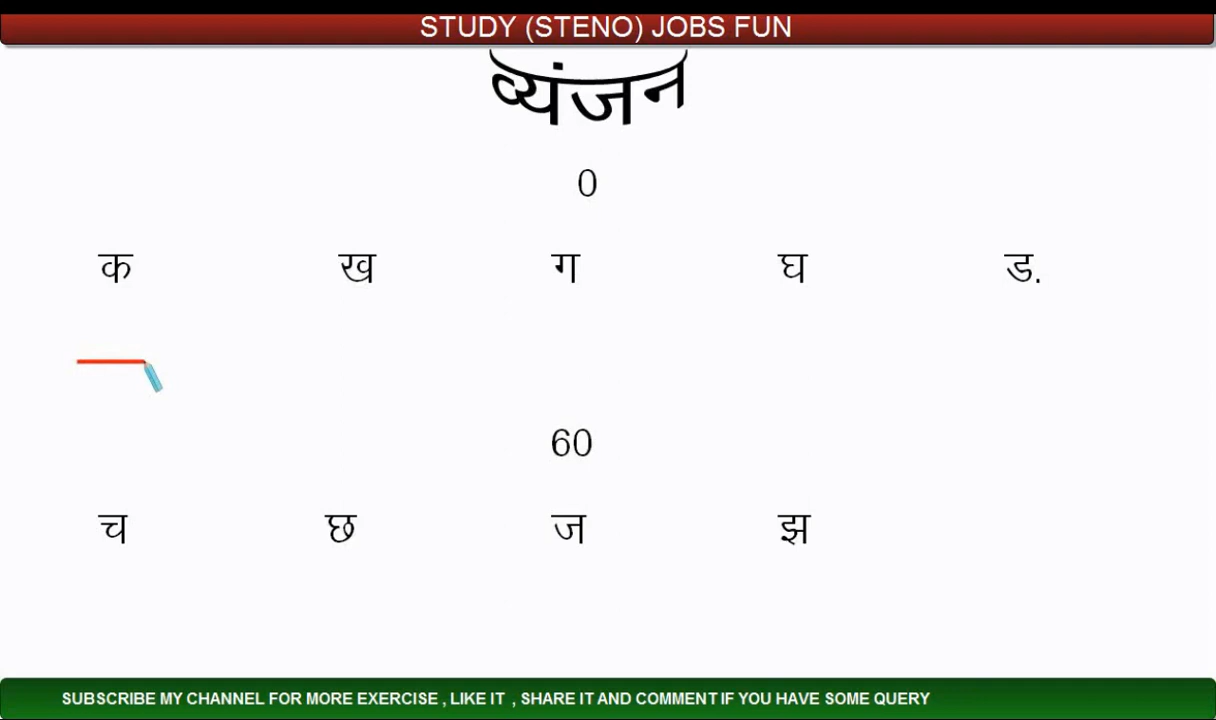 STUDY (STENO) JOBS FUN
व्यंजन
0
क ख ग घ ड.
60
च छ ज झ
SUBSCRIBE MY CHANNEL FOR MORE EXERCISE , LIKE IT , SHARE IT AND COMMENT IF YOU HAVE SOME QUERY